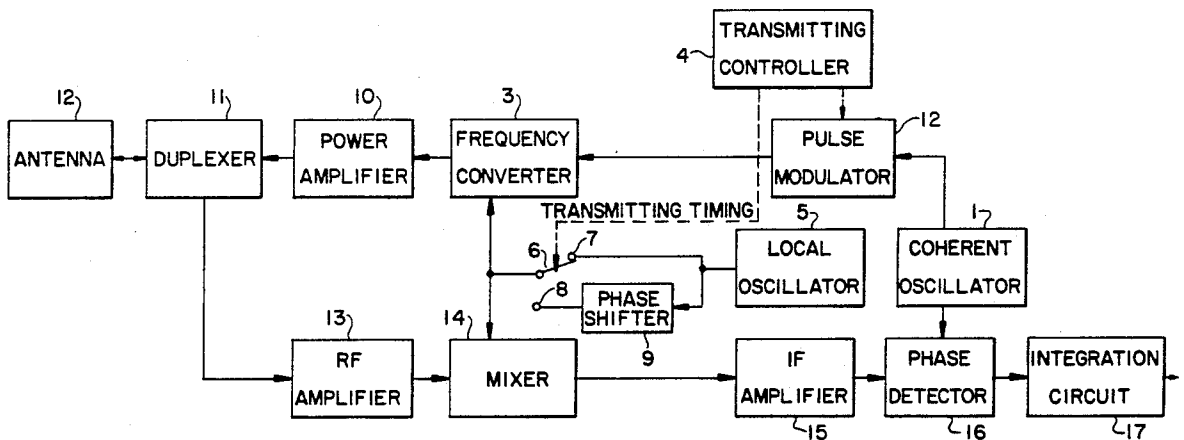 TRANSMITTING
CONTROLLER
4
12
ANTENNA
11
DUPLEXER
10
POWER
AMPLIFIER
3
FREQUENCY
CONVERTER
PULSE
MODULATOR
12
TRANSMITTING TIMING
6
7
8
PHASE
SHIFTER
9
5
LOCAL
OSCILLATOR
1
COHERENT
OSCILLATOR
13
RF
AMPLIFIER
14
MIXER
IF
AMPLIFIER
15
PHASE
DETECTOR
16
INTEGRATION
CIRCUIT
17